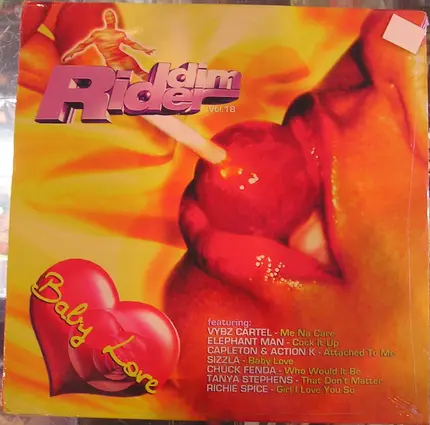 Riddim
Rider
VOL.18
Baby Love
featuring:
VYBZ CARTEL - Me Na Care
ELEPHANT MAN - Cock It Up
CAPLETON & ACTION K - Attached To Me
SIZZLA - Baby Love
CHUCK FENDA - Who Would It Be
TANYA STEPHENS - That Don't Matter
RICHIE SPICE - Girl I Love You So